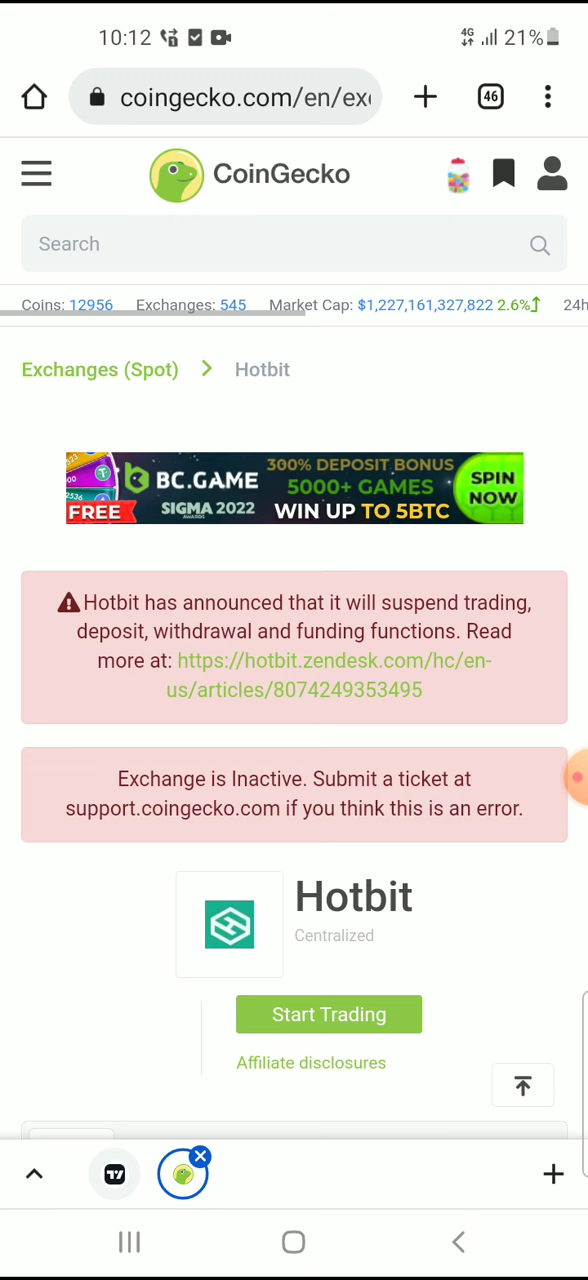 10:12 4G 21%
coingecko.com/en/ex 46
CoinGecko
Search
Coins: 12956 Exchanges: 545 Market Cap: $1,227,161,327,822 2.6% 24h
Exchanges (Spot) Hotbit
300% DEPOSIT BONUS
BC.GAME 5000+ GAMES SPIN
FREE SIGMA 2022 WIN UP TO 5BTC NOW
AWARDS
Hotbit has announced that it will suspend trading,
deposit, withdrawal and funding functions. Read
more at: https://hotbit.zendesk.com/hc/en-
us/articles/8074249353495
Exchange is Inactive. Submit a ticket at
support.coingecko.com if you think this is an error.
Hotbit
Centralized
Start Trading
Affiliate disclosures